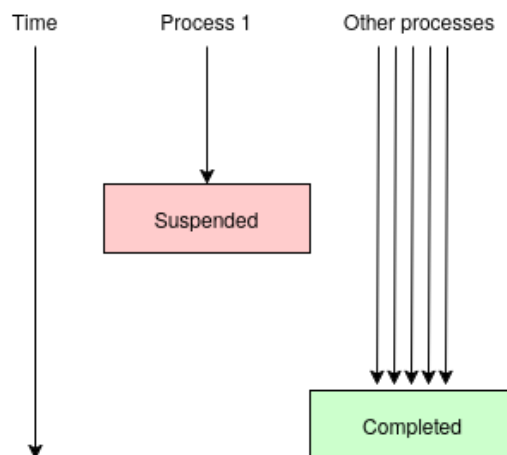 Time
Process 1
Other processes
Suspended
Completed